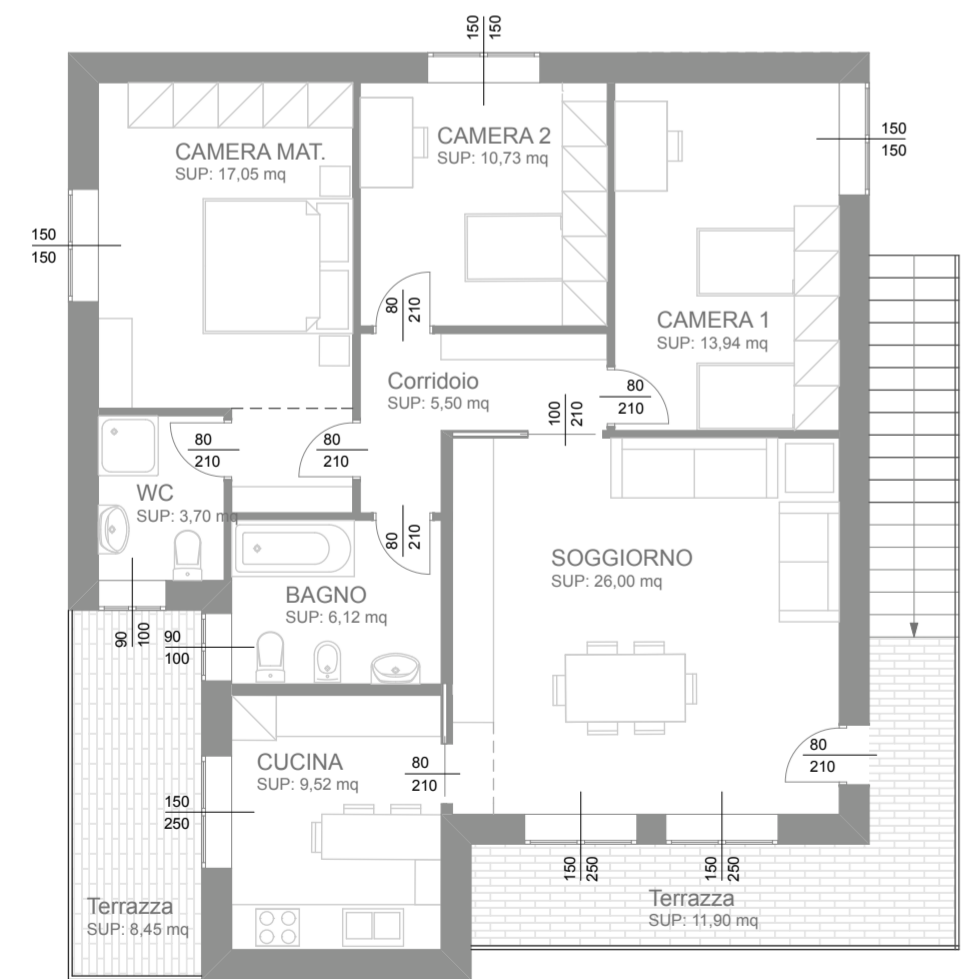 150
150
CAMERA MAT.
SUP: 17,05 mq
CAMERA 2
SUP: 10,73 mq
150
150
150
150
80
210
CAMERA 1
SUP: 13,94 mq
Corridoio
SUP: 5,50 mq
80
210
100
210
80
210
80
210
WC
SUP: 3,70 mq
80
210
SOGGIORNO
SUP: 26,00 mq
BAGNO
SUP: 6,12 mq
90
100
90
100
CUCINA
SUP: 9,52 mq
80
210
80
210
150
250
150
250
150
250
Terrazza
SUP: 8,45 mq
Terrazza
SUP: 11,90 mq